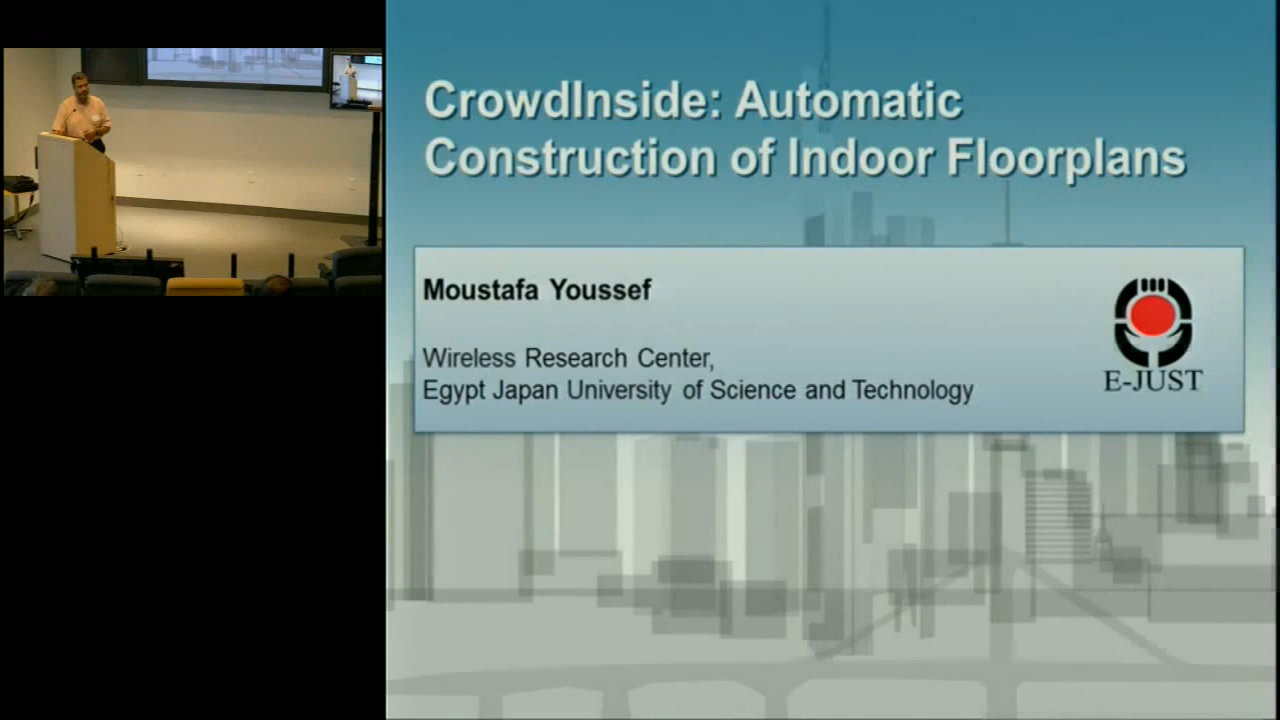 CrowdInside: Automatic
Construction of Indoor Floorplans
Moustafa Youssef
Wireless Research Center,
Egypt Japan University of Science and Technology
E-JUST